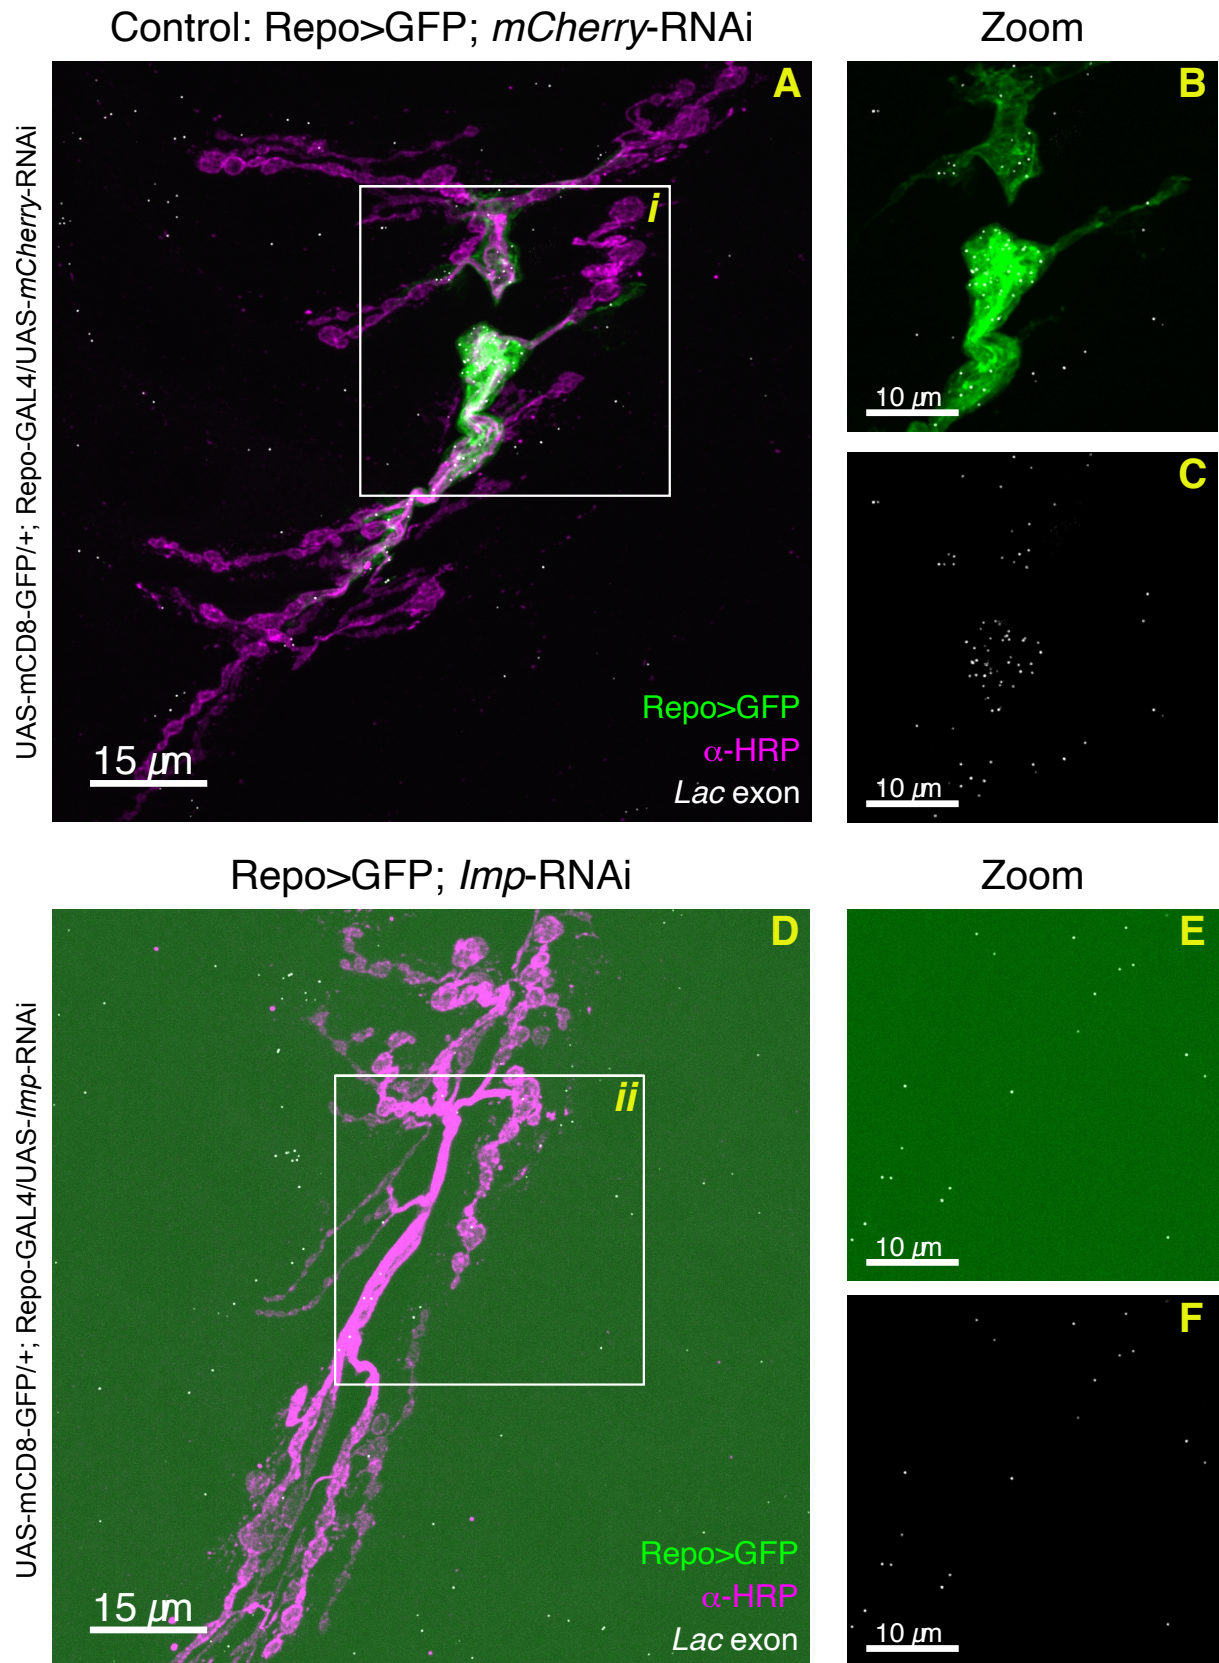 Control: Repo>GFP; mCherry-RNAi
Zoom
UAS-mCD8-GFP/+; Repo-GAL4/UAS-mCherry-RNAi
A
i
15 µm
Repo>GFP
α-HRP
Lac exon
B
10 µm
C
10 µm
Repo>GFP; Imp-RNAi
Zoom
UAS-mCD8-GFP/+; Repo-GAL4/UAS-Imp-RNAi
D
ii
15 µm
Repo>GFP
α-HRP
Lac exon
E
10 µm
F
10 µm